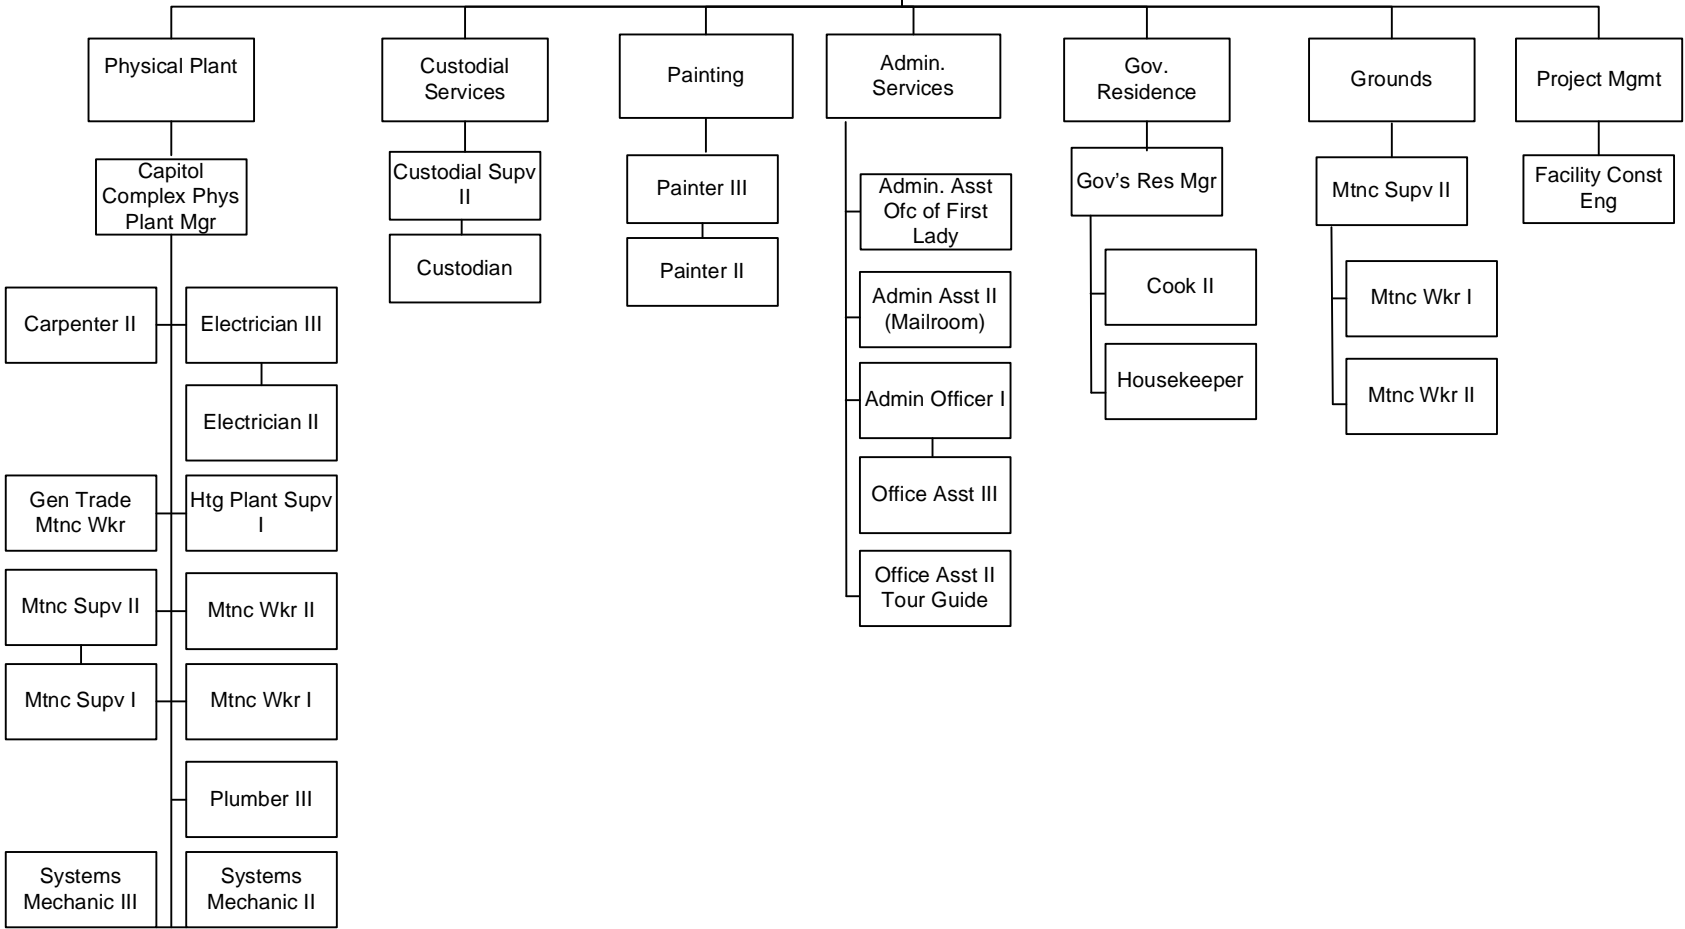 Physical Plant
Custodial
Services
Painting
Admin.
Services
Gov.
Residence
Grounds
Project Mgmt
Capitol
Complex Phys
Plant Mgr
Carpenter II
Electrician III
Electrician II
Gen Trade
Mtnc Wkr
Htg Plant Supv
I
Mtnc Supv II
Mtnc Wkr II
Mtnc Supv I
Mtnc Wkr I
Plumber III
Systems
Mechanic III
Systems
Mechanic II
Custodial Supv
II
Custodian
Painter III
Painter II
Admin. Asst
Ofc of First
Lady
Admin Asst II
(Mailroom)
Admin Officer I
Office Asst III
Office Asst II
Tour Guide
Gov's Res Mgr
Cook II
Housekeeper
Mtnc Supv II
Mtnc Wkr I
Mtnc Wkr II
Facility Const
Eng